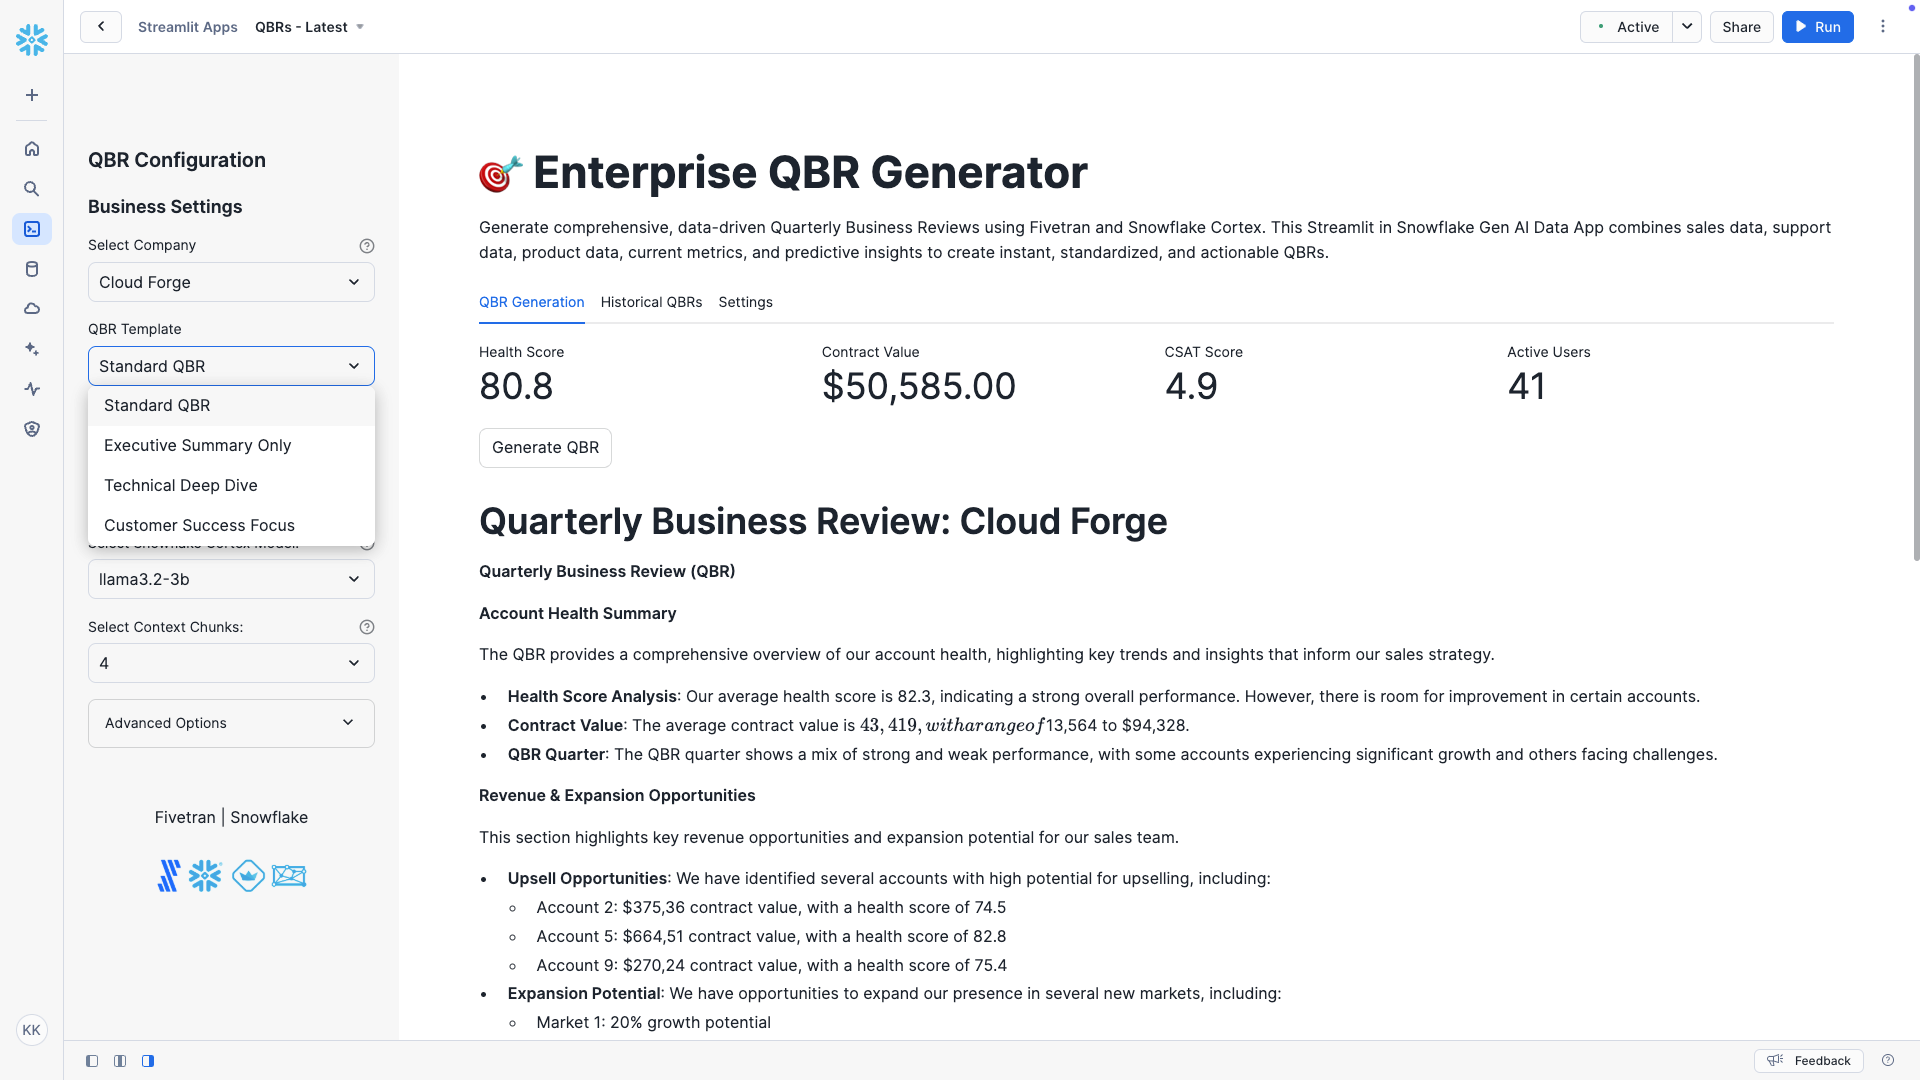 Streamlit Apps
QBRs - Latest
Active
Share
Run
QBR Configuration
Business Settings
Select Company
Cloud Forge
QBR Template
Standard QBR
Standard QBR
Executive Summary Only
Technical Deep Dive
Customer Success Focus
Select Snowflake Cortex Model:
llama3.2-3b
Select Context Chunks:
4
Advanced Options
Fivetran | Snowflake
KK
Enterprise QBR Generator
Generate comprehensive, data-driven Quarterly Business Reviews using Fivetran and Snowflake Cortex. This Streamlit in Snowflake Gen AI Data App combines sales data, support
data, product data, current metrics, and predictive insights to create instant, standardized, and actionable QBRs.
QBR Generation
Historical QBRs
Settings
Health Score
80.8
Contract Value
$50,585.00
CSAT Score
4.9
Active Users
41
Generate QBR
Quarterly Business Review: Cloud Forge
Quarterly Business Review (QBR)
Account Health Summary
The QBR provides a comprehensive overview of our account health, highlighting key trends and insights that inform our sales strategy.
• Health Score Analysis: Our average health score is 82.3, indicating a strong overall performance. However, there is room for improvement in certain accounts.
• Contract Value: The average contract value is 43, 419, witharangeof13,564 to $94,328.
• QBR Quarter: The QBR quarter shows a mix of strong and weak performance, with some accounts experiencing significant growth and others facing challenges.
Revenue & Expansion Opportunities
This section highlights key revenue opportunities and expansion potential for our sales team.
• Upsell Opportunities: We have identified several accounts with high potential for upselling, including:
◦ Account 2: $375,36 contract value, with a health score of 74.5
◦ Account 5: $664,51 contract value, with a health score of 82.8
◦ Account 9: $270,24 contract value, with a health score of 75.4
• Expansion Potential: We have opportunities to expand our presence in several new markets, including:
◦ Market 1: 20% growth potential
Feedback